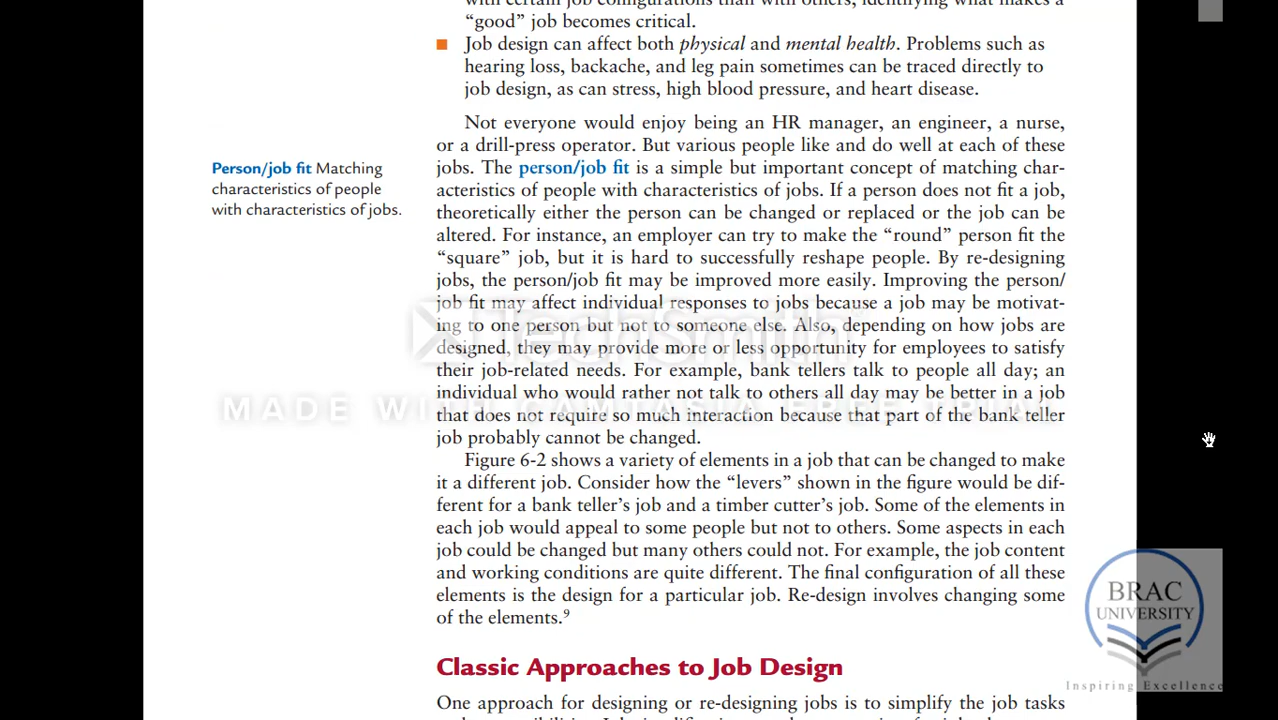 with certain job configurations than with others, identifying what makes a
“good” job becomes critical.
■ Job design can affect both physical and mental health. Problems such as
hearing loss, backache, and leg pain sometimes can be traced directly to
job design, as can stress, high blood pressure, and heart disease.
Not everyone would enjoy being an HR manager, an engineer, a nurse,
or a drill-press operator. But various people like and do well at each of these
jobs. The person/job fit is a simple but important concept of matching char-
acteristics of people with characteristics of jobs. If a person does not fit a job,
theoretically either the person can be changed or replaced or the job can be
altered. For instance, an employer can try to make the “round” person fit the
“square” job, but it is hard to successfully reshape people. By re-designing
jobs, the person/job fit may be improved more easily. Improving the person/
job fit may affect individual responses to jobs because a job may be motivat-
ing to one person but not to someone else. Also, depending on how jobs are
designed, they may provide more or less opportunity for employees to satisfy
their job-related needs. For example, bank tellers talk to people all day; an
individual who would rather not talk to others all day may be better in a job
that does not require so much interaction because that part of the bank teller
job probably cannot be changed.
Figure 6-2 shows a variety of elements in a job that can be changed to make
it a different job. Consider how the “levers” shown in the figure would be dif-
ferent for a bank teller’s job and a timber cutter’s job. Some of the elements in
each job would appeal to some people but not to others. Some aspects in each
job could be changed but many others could not. For example, the job content
and working conditions are quite different. The final configuration of all these
elements is the design for a particular job. Re-design involves changing some
of the elements.9
Classic Approaches to Job Design
One approach for designing or re-designing jobs is to simplify the job tasks
Person/job fit Matching
characteristics of people
with characteristics of jobs.
TechSmith
MADE WITH CAMTASIA FREE TRIAL
BRAC
UNIVERSITY
Inspiring Excellence